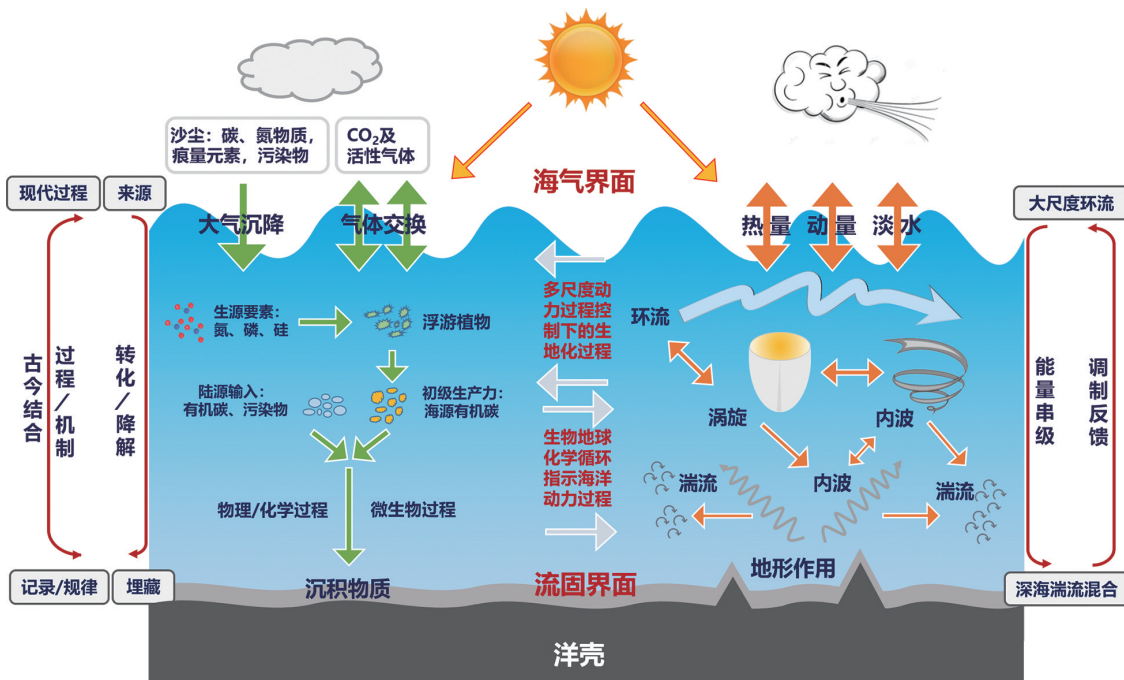 沙尘：碳、氮物质，
痕量元素，污染物
CO₂及
活性气体
海气界面
现代过程
来源
大尺度环流
大气沉降
气体交换
热量
动量
淡水
生源要素：
氮、磷、硅
浮游植物
多尺度动
力过程控
制下的生
地化过程
环流
古今结合
过程/机制
转化/降解
陆源输入：
有机碳、污染物
初级生产力：
海源有机碳
涡旋
内波
能量串级
调制反馈
生物地球
化学循环
指示海洋
动力过程
湍流
内波
湍流
物理/化学过程
微生物过程
地形作用
记录/规律
埋藏
沉积物质
流固界面
深海湍流混合
洋壳